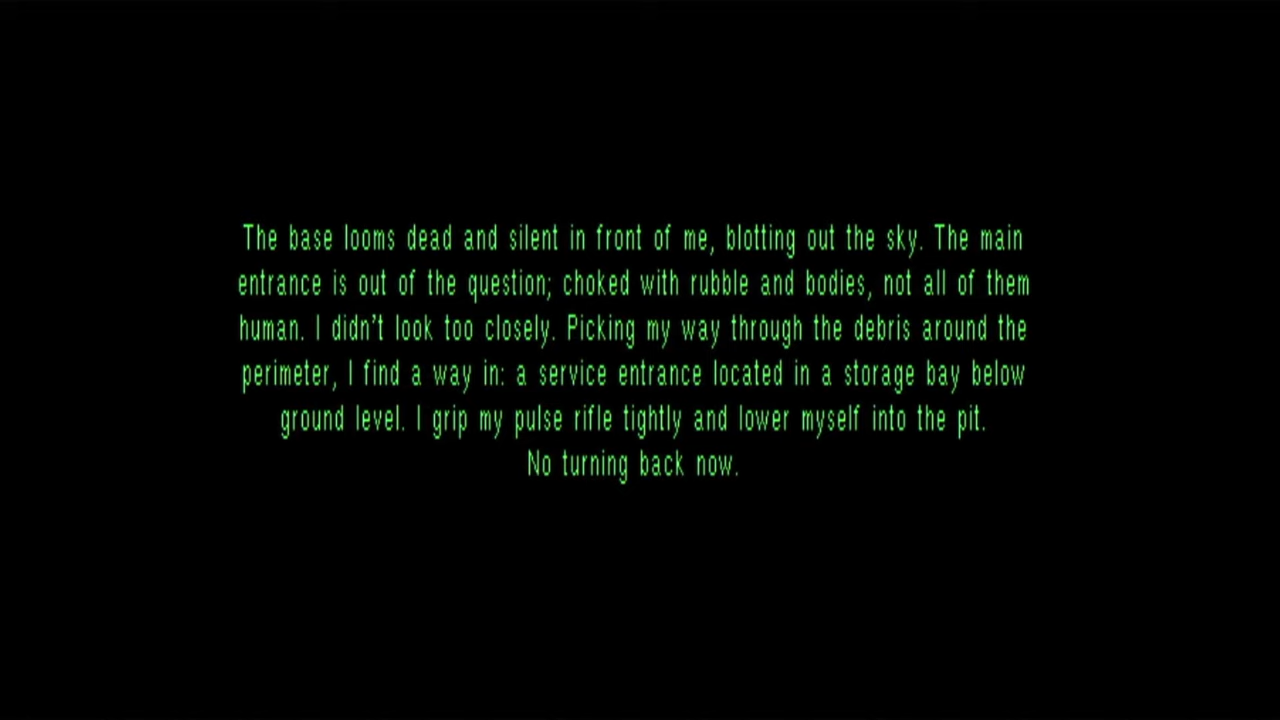 The base looms dead and silent in front of me, blotting out the sky. The main
entrance is out of the question; choked with rubble and bodies, not all of them
human. I didn't look too closely. Picking my way through the debris around the
perimeter, I find a way in: a service entrance located in a storage bay below
ground level. I grip my pulse rifle tightly and lower myself into the pit.
No turning back now.